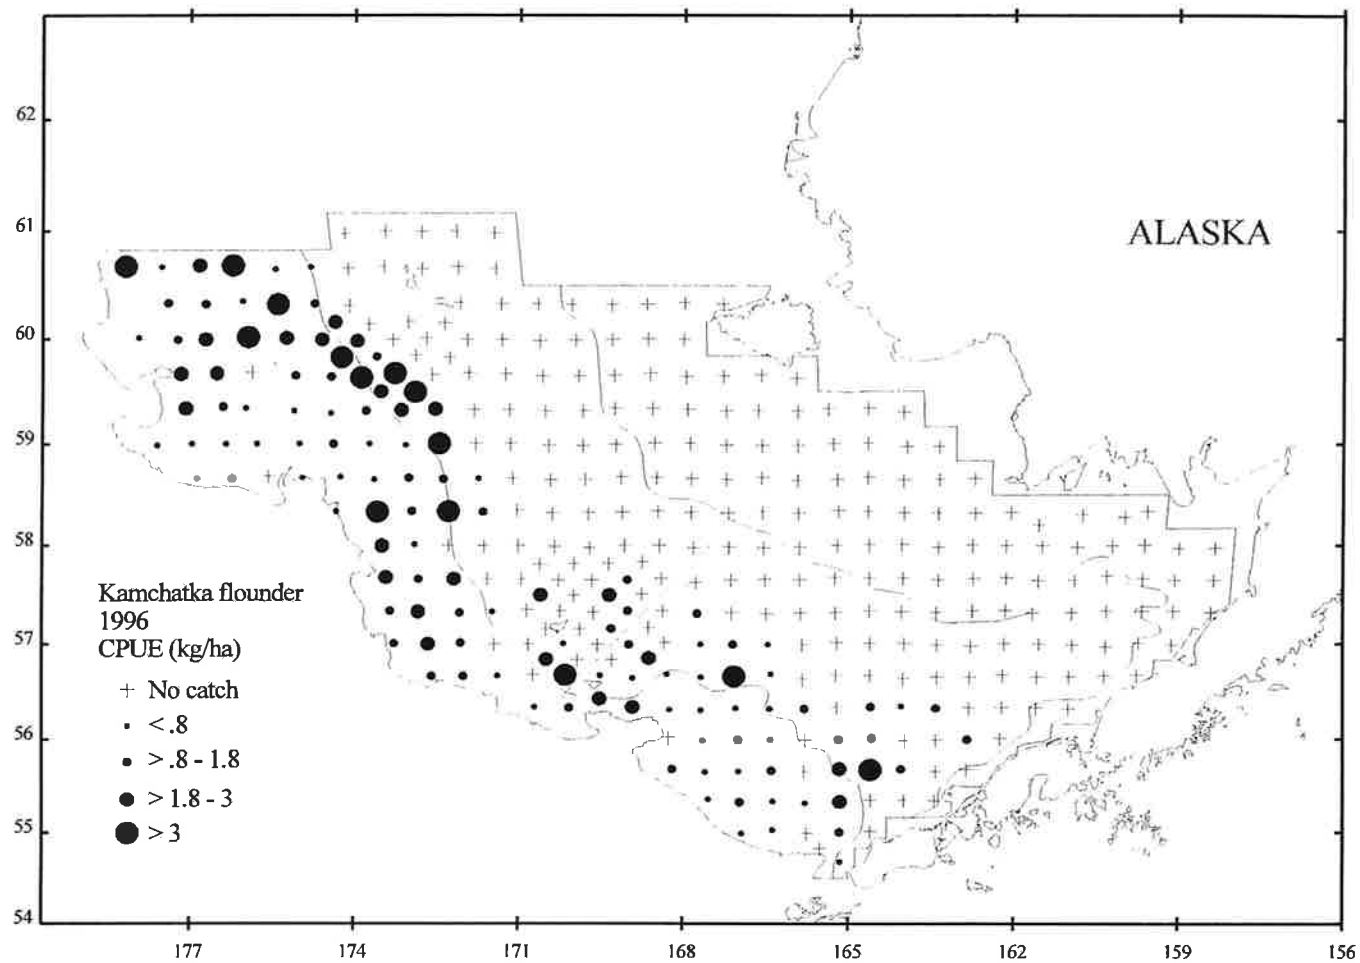 62
61
60
59
58
57
56
55
54
ALASKA
Kamchatka flounder
1996
CPUE (kg/ha)
No catch
< .8
> .8 - 1.8
> 1.8 - 3
> 3
177 174 171 168 165 162 159 156